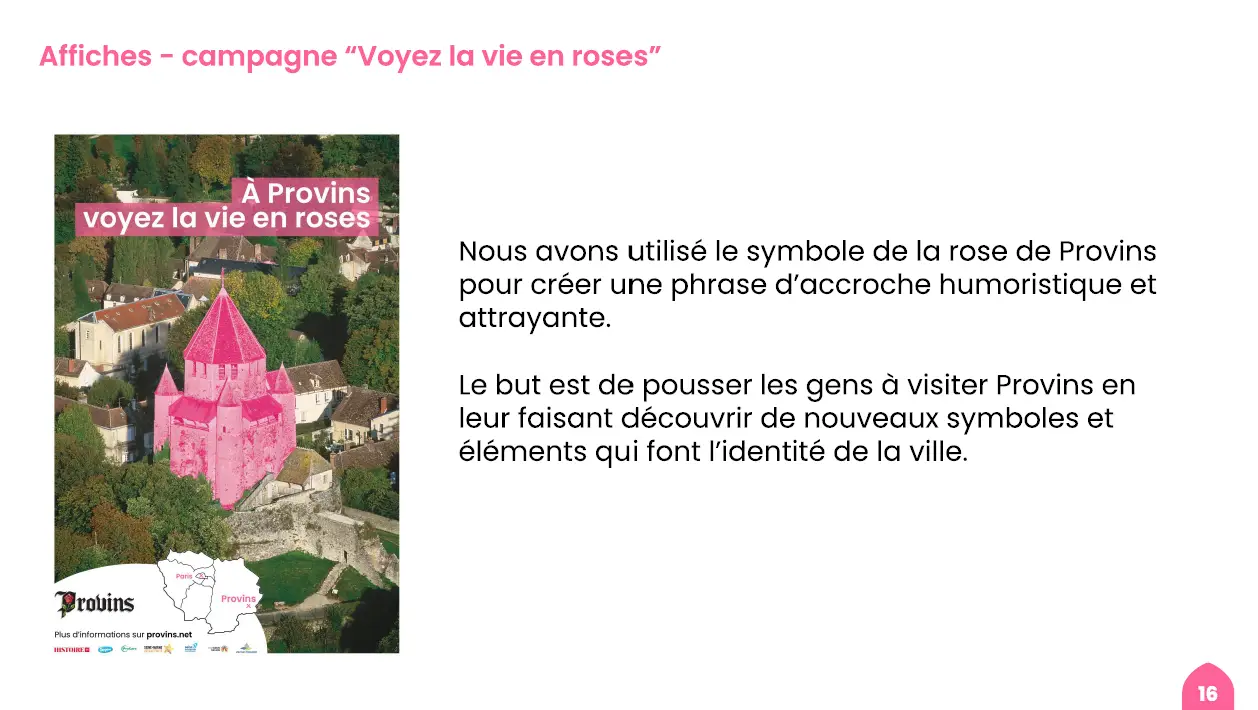 Affiches - campagne “Voyez la vie en roses”
À Provins
voyez la vie en roses
Nous avons utilisé le symbole de la rose de Provins
pour créer une phrase d’accroche humoristique et
attrayante.
Le but est de pousser les gens à visiter Provins en
leur faisant découvrir de nouveaux symboles et
éléments qui font l’identité de la ville.
Paris
Provins
Provins
Plus d'informations sur provins.net
HISTOIRE
16